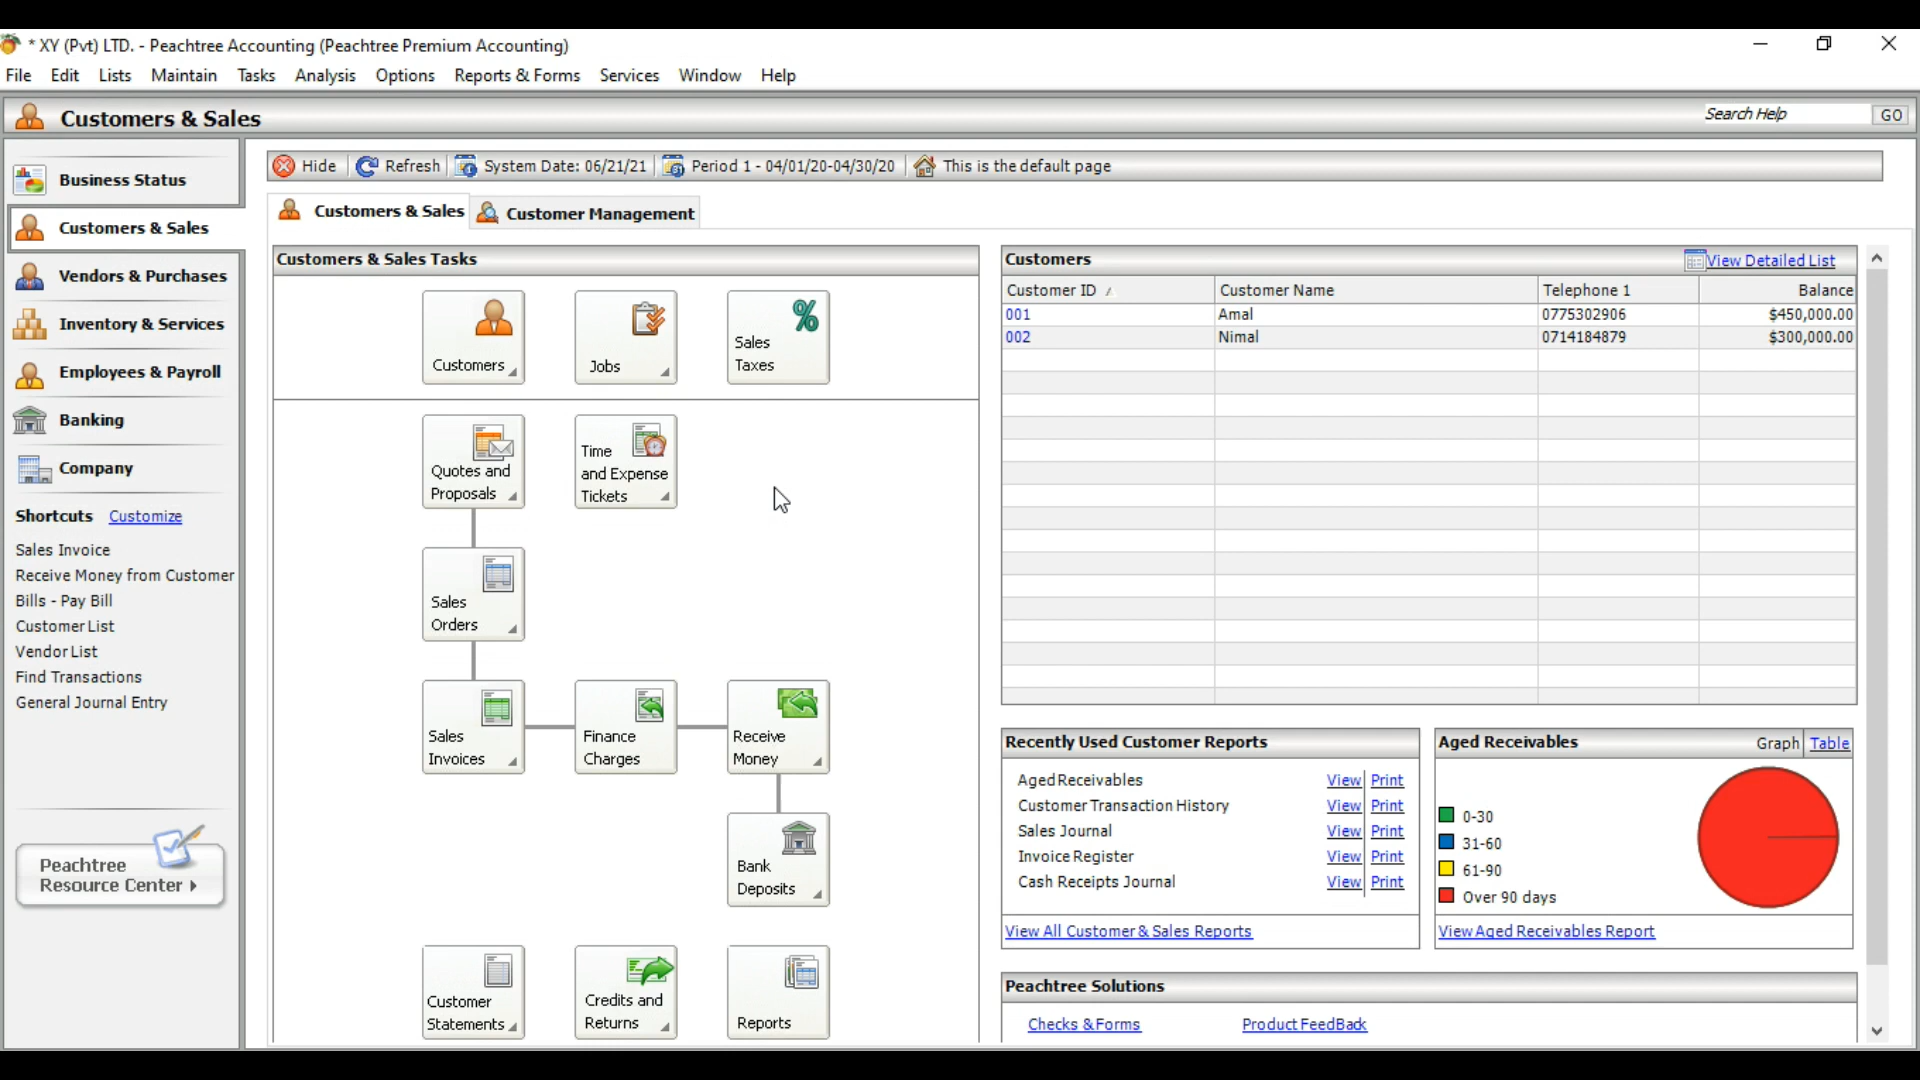 * XY (Pvt) LTD. - Peachtree Accounting (Peachtree Premium Accounting)
File Edit Lists Maintain Tasks Analysis Options Reports & Forms Services Window Help
Customers & Sales
Search Help GO
Business Status
Customers & Sales
Vendors & Purchases
Inventory & Services
Employees & Payroll
Banking
Company
Shortcuts Customize
Sales Invoice
Receive Money from Customer
Bills - Pay Bill
Customer List
Vendor List
Find Transactions
General Journal Entry
Peachtree
Resource Center
Hide Refresh System Date: 06/21/21 Period 1 - 04/01/20-04/30/20 This is the default page
Customers & Sales Customer Management
Customers & Sales Tasks
Customers
Jobs
Sales
Taxes
Quotes and
Proposals
Time
and Expense
Tickets
Sales
Orders
Sales
Invoices
Finance
Charges
Receive
Money
Bank
Deposits
Customer
Statements
Credits and
Returns
Reports
Customers View Detailed List
Customer ID Customer Name Telephone 1 Balance
001 Amal 0775302906 $450,000.00
002 Nimal 0714184879 $300,000.00
Recently Used Customer Reports
Aged Receivables View Print
Customer Transaction History View Print
Sales Journal View Print
Invoice Register View Print
Cash Receipts Journal View Print
View All Customer & Sales Reports
Aged Receivables Graph Table
0-30
31-60
61-90
Over 90 days
View Aged Receivables Report
Peachtree Solutions
Checks & Forms Product FeedBack